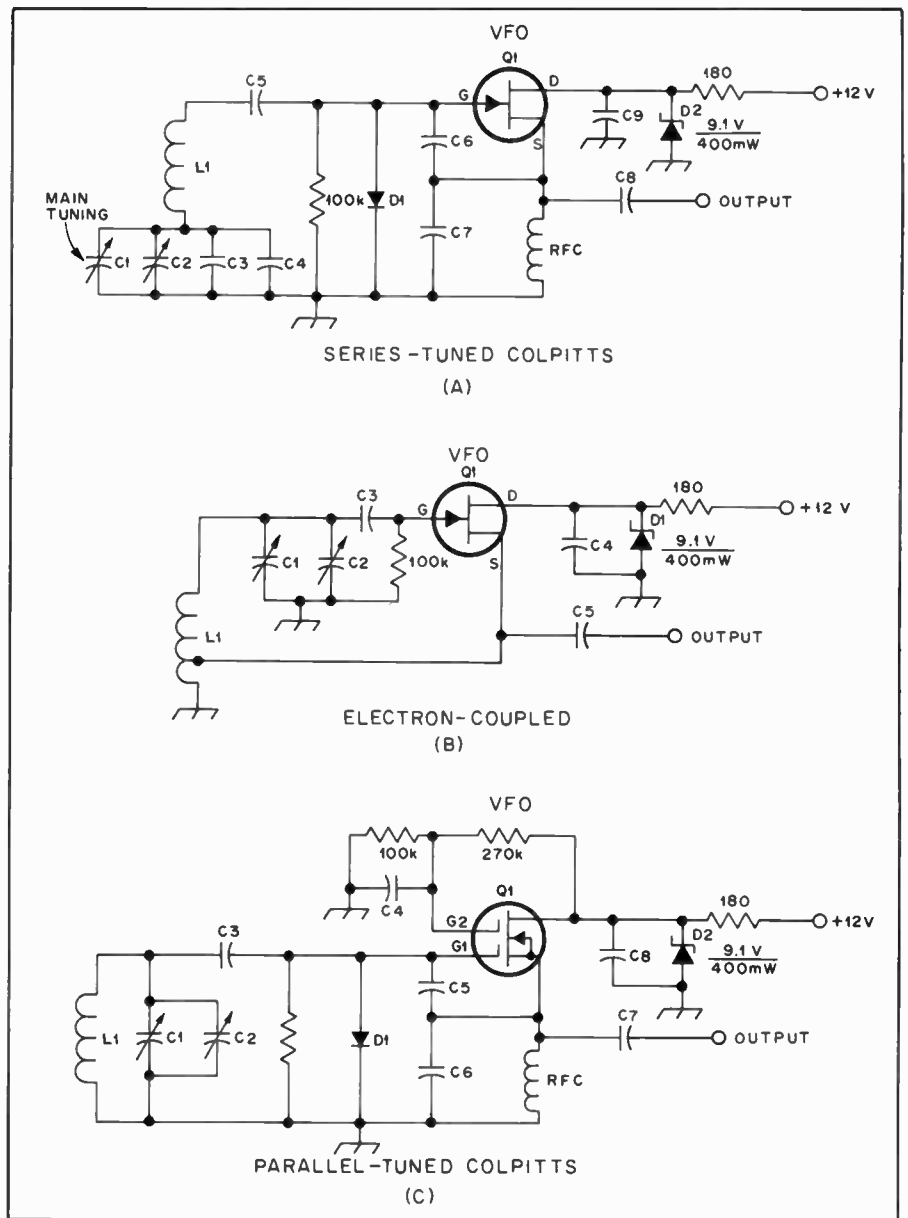 VFO
Q1
C5
G
D
S
180
+12 V
C9
D2
9.1 V
400mW
C6
L1
100k
D1
C7
C8
OUTPUT
RFC
MAIN
TUNING
C1
C2
C3
C4
SERIES-TUNED COLPITTS
(A)
VFO
Q1
C3
G
D
S
180
+12 V
C1
C2
100k
C4
D1
9.1 V
400mW
L1
C5
OUTPUT
ELECTRON-COUPLED
(B)
VFO
100k
270k
C4
Q1
G2
G1
180
+12V
C8
D2
9.1 V
400mW
C3
C5
L1
C1
C2
D1
C6
C7
OUTPUT
RFC
PARALLEL-TUNED COLPITTS
(C)